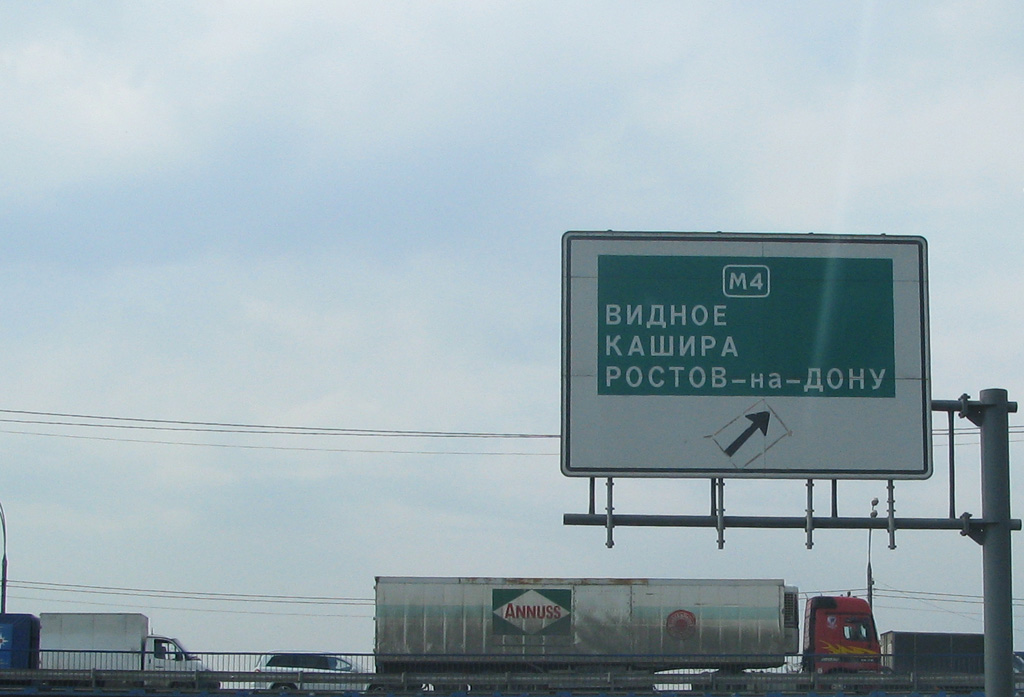 М4
ВИДНОЕ
КАШИРА
РОСТОВ-на-ДОНУ
ANNUSS